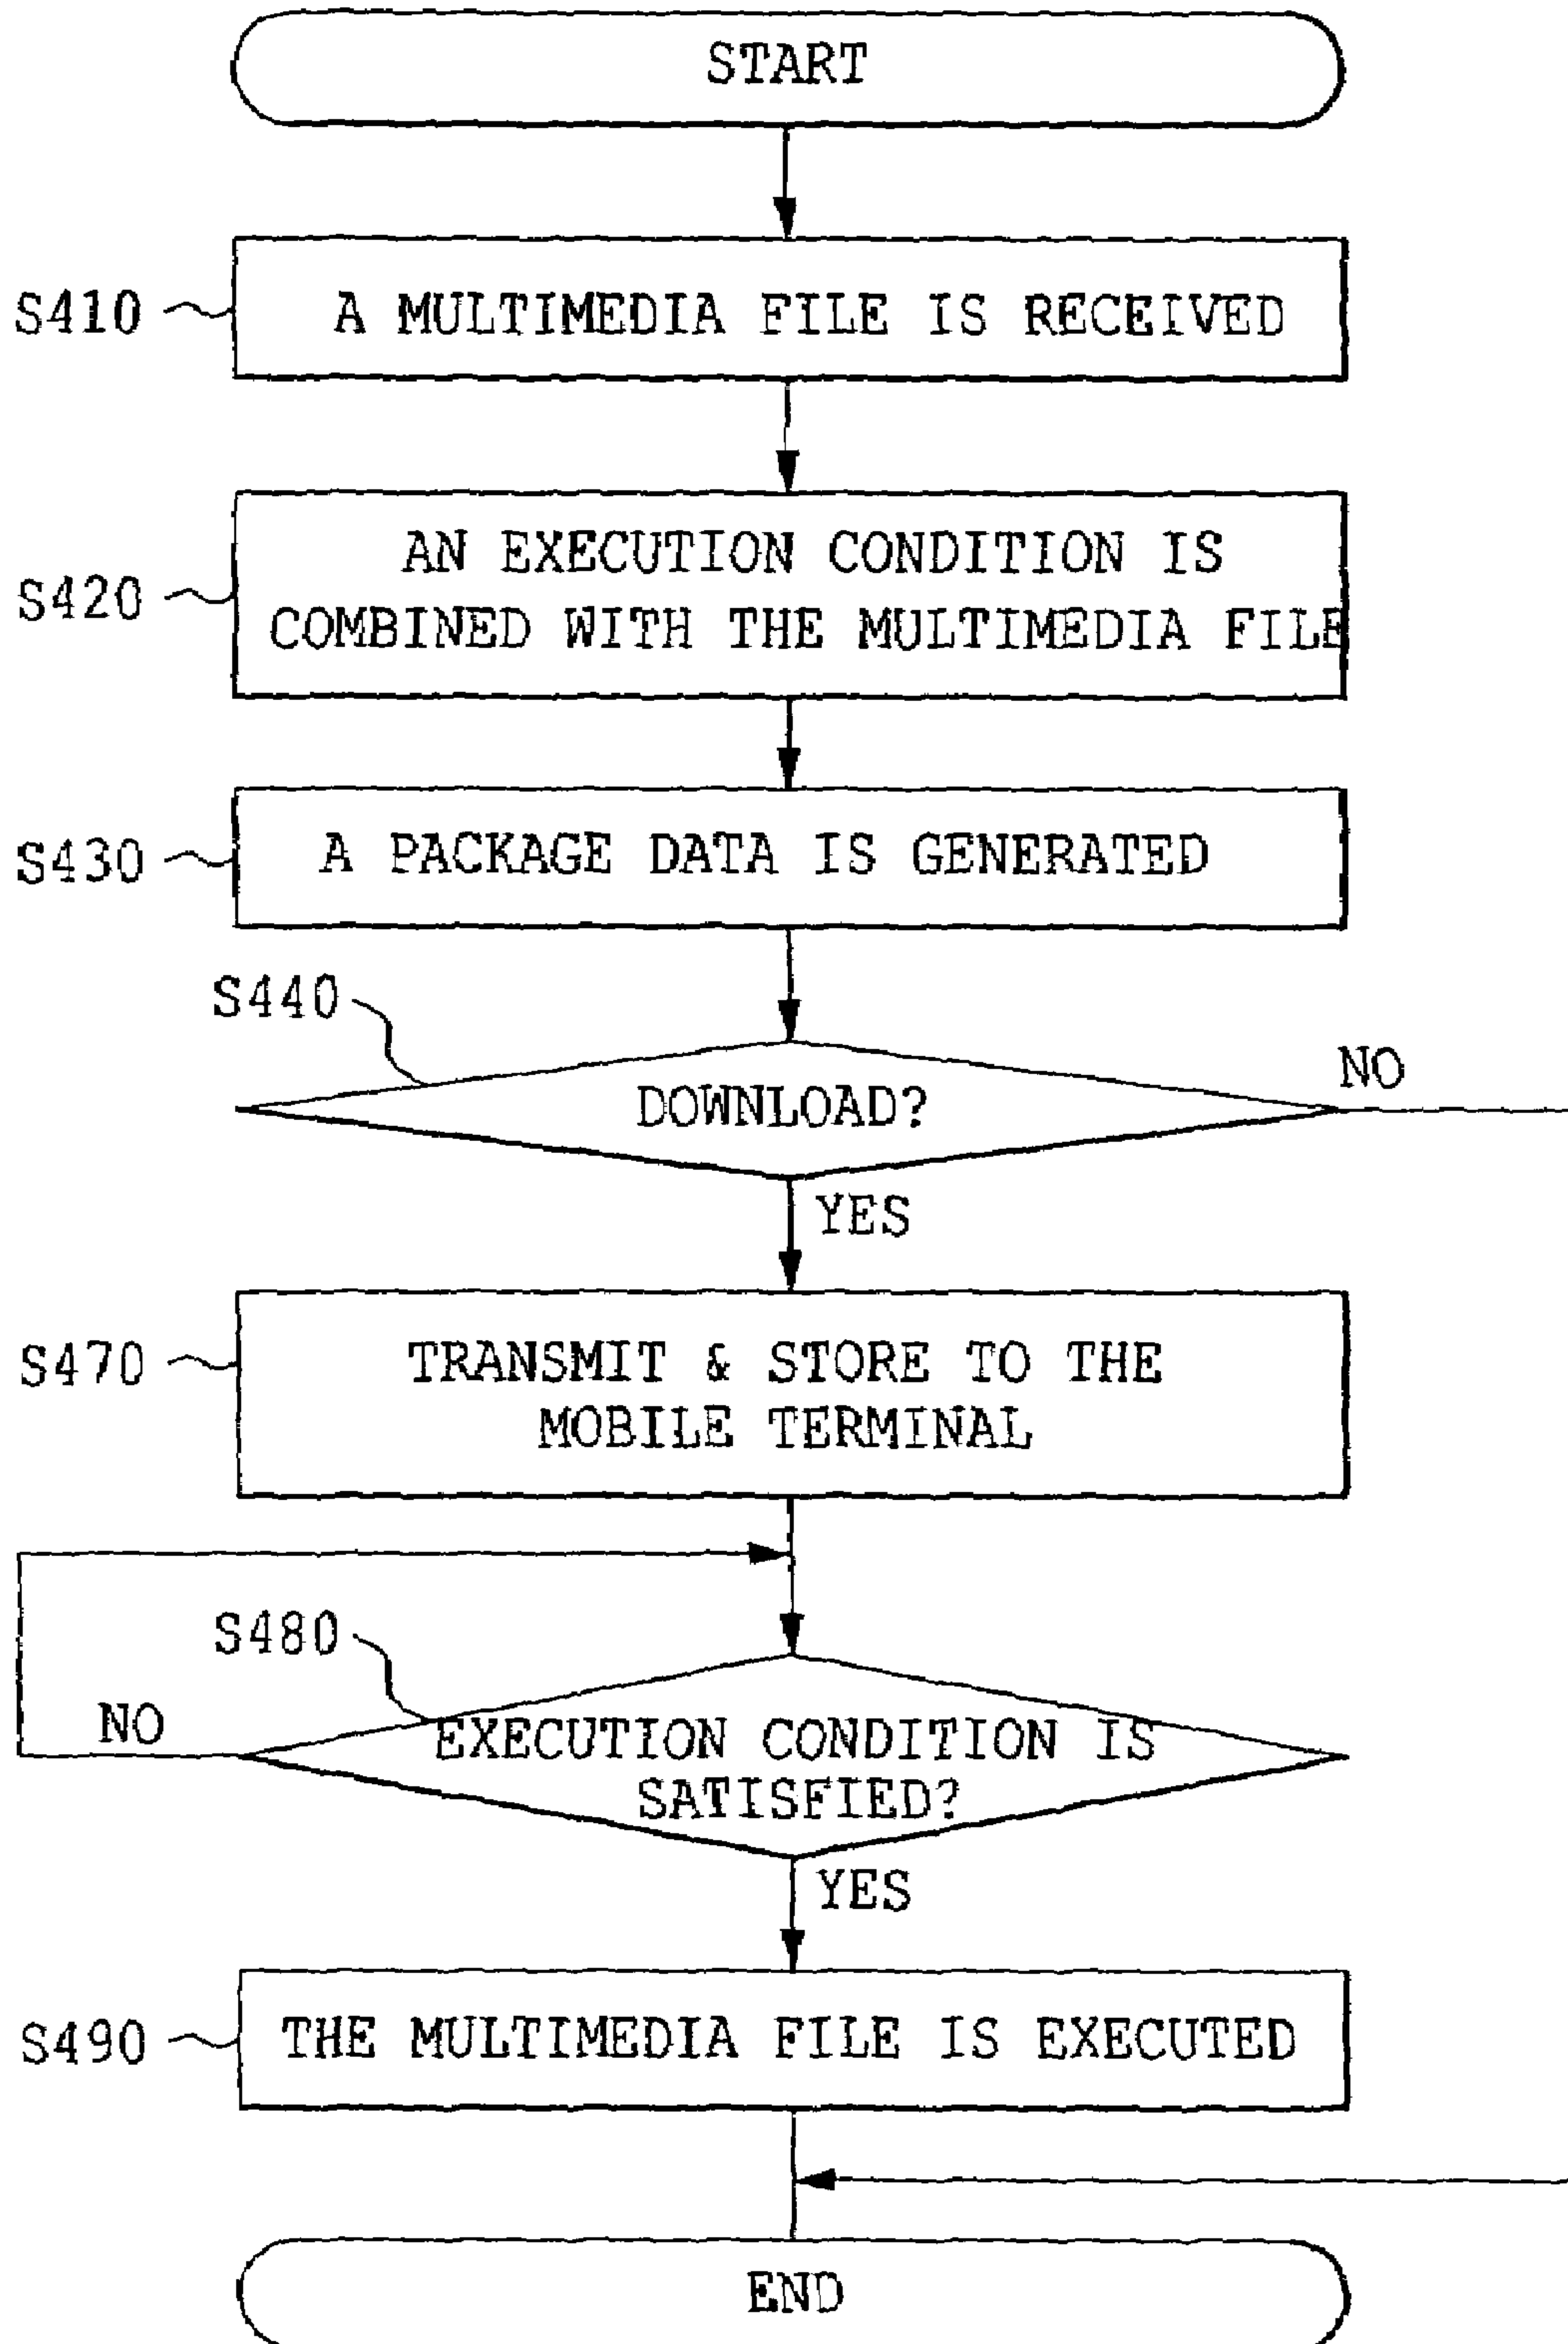 START
S410
A MULTIMEDIA FILE IS RECEIVED
S420
AN EXECUTION CONDITION IS
COMBINED WITH THE MULTIMEDIA FILE
S430
A PACKAGE DATA IS GENERATED
S440
DOWNLOAD?
NO
YES
S470
TRANSMIT & STORE TO THE
MOBILE TERMINAL
S480
NO
EXECUTION CONDITION IS
SATISFIED?
YES
S490
THE MULTIMEDIA FILE IS EXECUTED
END